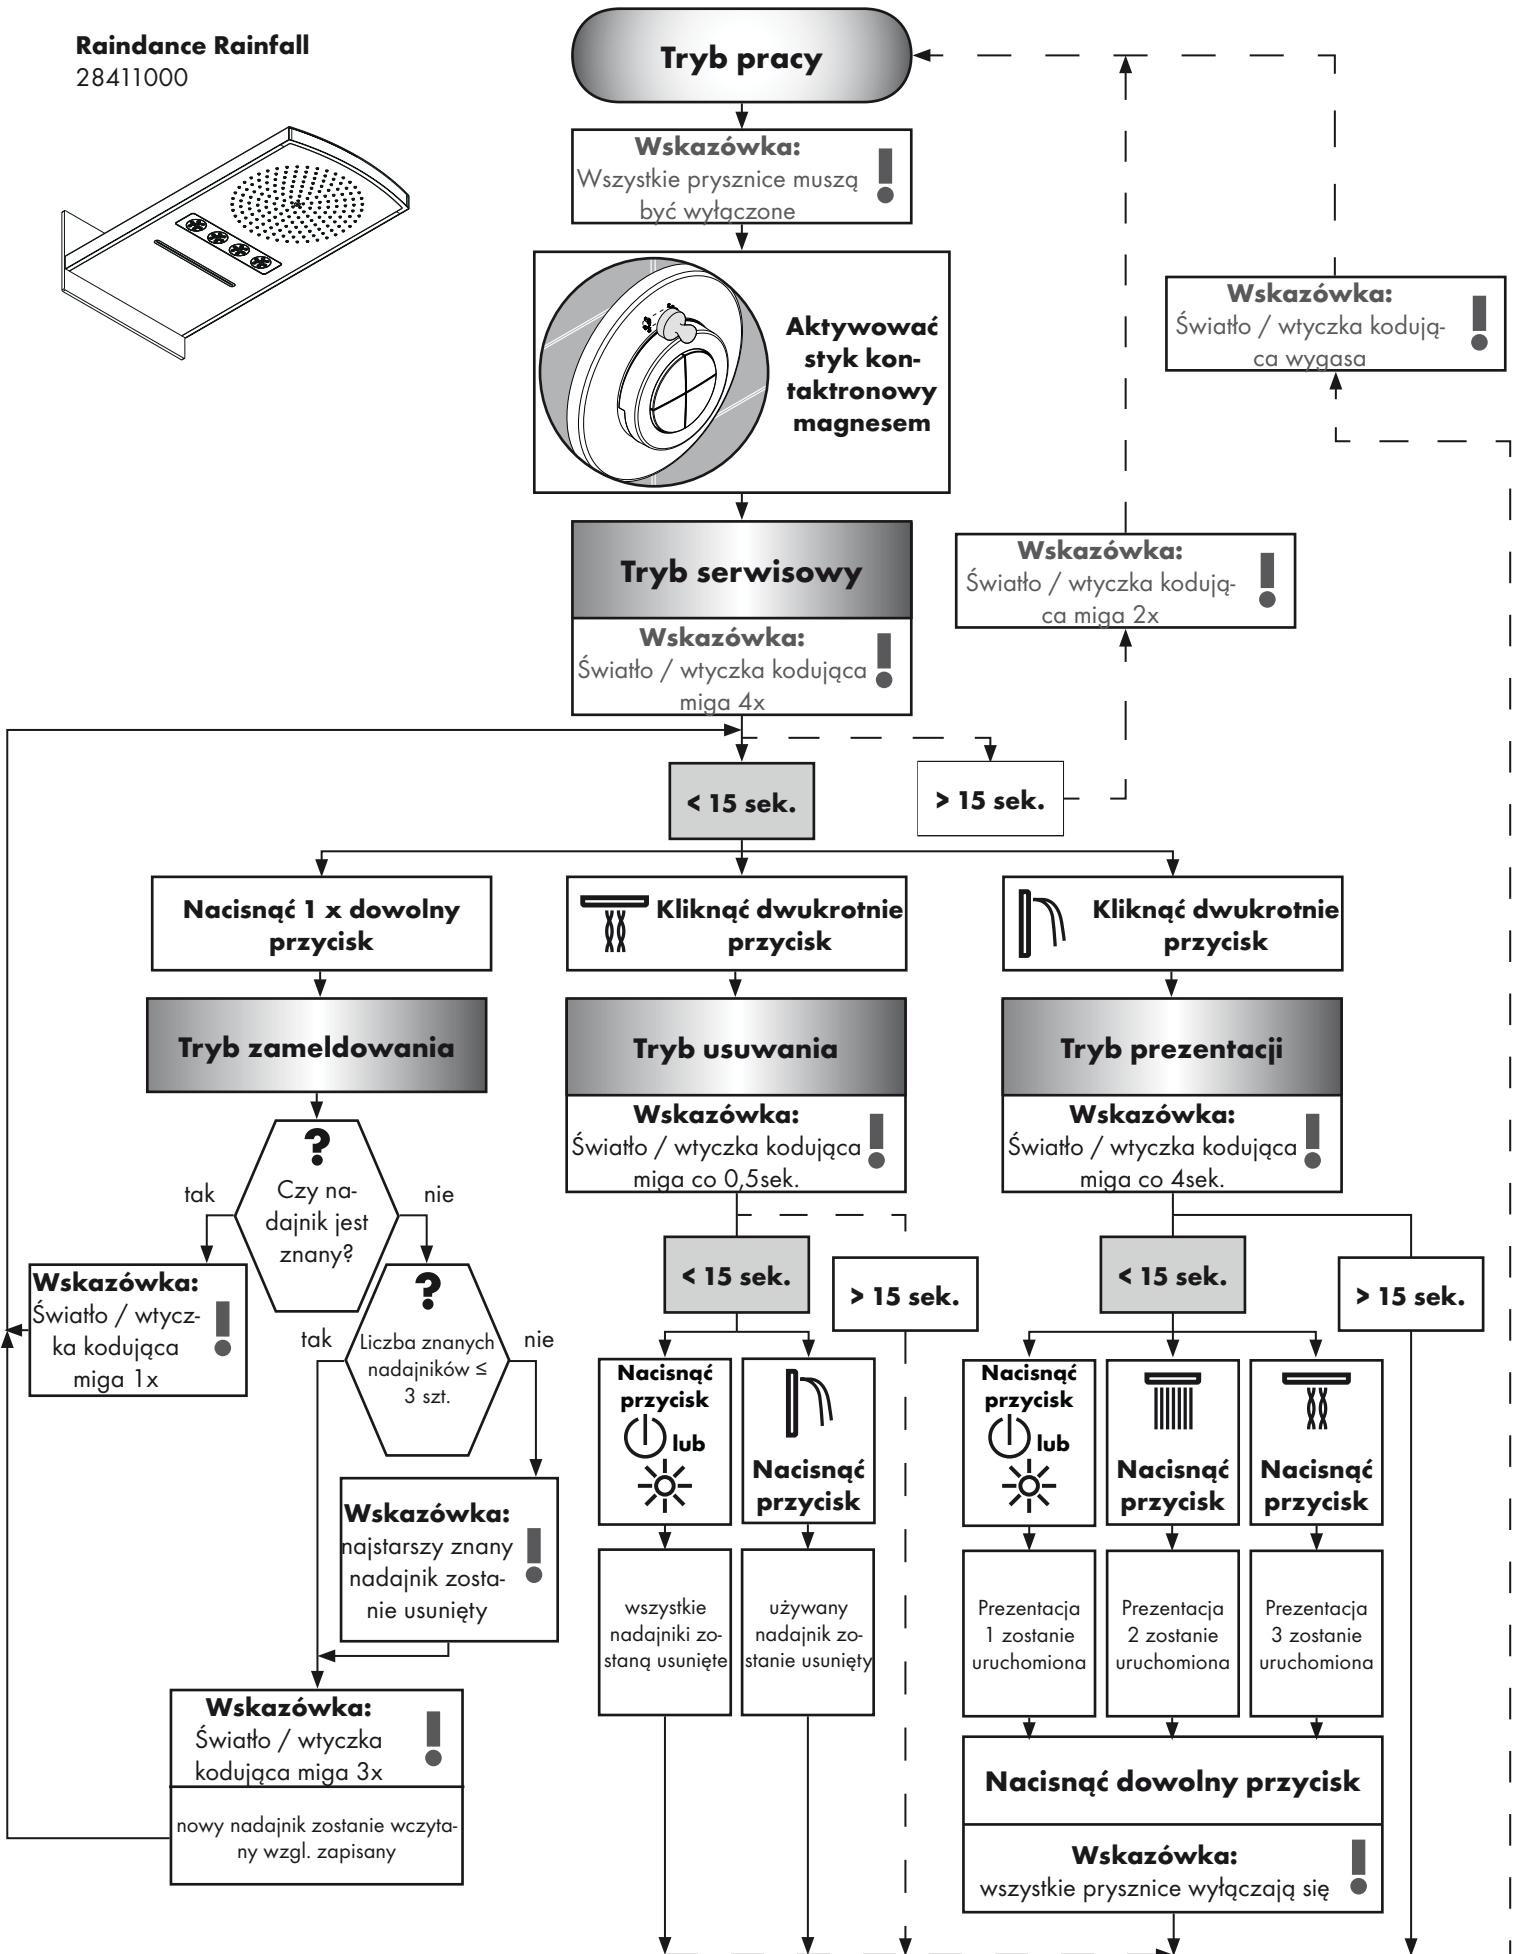 Raindance Rainfall
28411000
Tryb pracy
Wskazówka:
Wszystkie prysznice muszą
być wyłączone
Aktywować
styk kon-
taktronowy
magnesem
Wskazówka:
Światło / wtyczka kodują-
ca wygasa
Tryb serwisowy
Wskazówka:
Światło / wtyczka kodująca
miga 4x
Wskazówka:
Światło / wtyczka kodują-
ca miga 2x
< 15 sek.
> 15 sek.
Nacisnąć 1 x dowolny
przycisk
Kliknąć dwukrotnie
przycisk
Kliknąć dwukrotnie
przycisk
Tryb zameldowania
Tryb usuwania
Wskazówka:
Światło / wtyczka kodująca
miga co 0,5sek.
Tryb prezentacji
Wskazówka:
Światło / wtyczka kodująca
miga co 4sek.
?
Czy na-
dajnik jest
znany?
tak
nie
Wskazówka:
Światło / wtycz-
ka kodująca
miga 1x
?
Liczba znanych
nadajników ≤
3 szt.
tak
nie
Wskazówka:
najstarszy znany
nadajnik zosta-
nie usunięty
Wskazówka:
Światło / wtyczka
kodująca miga 3x
nowy nadajnik zostanie wczyta-
ny wzgl. zapisany
< 15 sek.
> 15 sek.
Nacisnąć
przycisk
lub
Nacisnąć
przycisk
wszystkie
nadajniki zo-
staną usunięte
używany
nadajnik zo-
stanie usunięty
< 15 sek.
> 15 sek.
Nacisnąć
przycisk
lub
Nacisnąć
przycisk
Nacisnąć
przycisk
Prezentacja
1 zostanie
uruchomiona
Prezentacja
2 zostanie
uruchomiona
Prezentacja
3 zostanie
uruchomiona
Nacisnąć dowolny przycisk
Wskazówka:
wszystkie prysznice wyłączają się